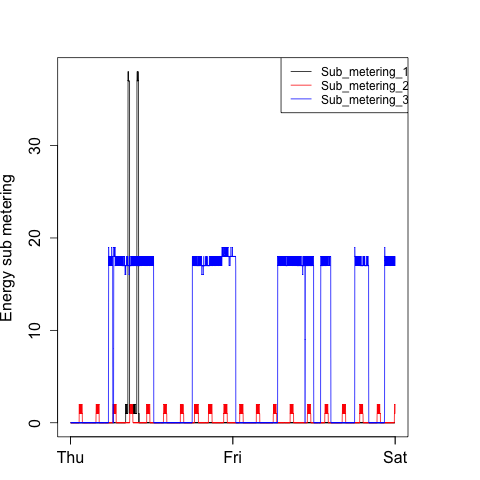 Sub_metering_1
Sub_metering_2
Sub_metering_3
Energy sub metering
30
20
10
0
Thu Fri Sat